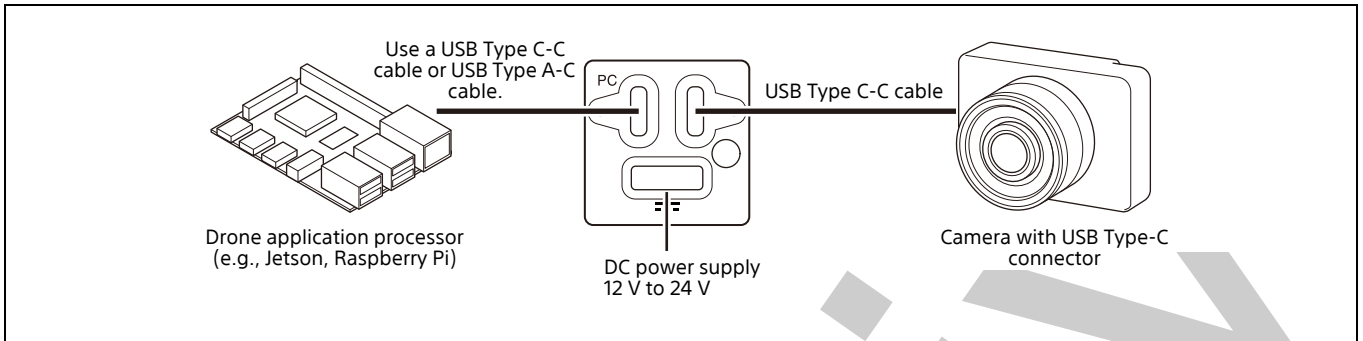 Use a USB Type C-C
cable or USB Type A-C
cable.
PC
USB Type C-C cable
Drone application processor
(e.g., Jetson, Raspberry Pi)
DC power supply
12 V to 24 V
Camera with USB Type-C
connector